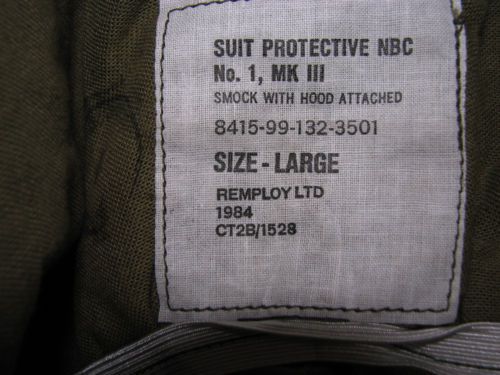 SUIT PROTECTIVE NBC
No. 1, MK III
SMOCK WITH HOOD ATTACHED
8415-99-132-3501
SIZE - LARGE
REMPLOY LTD
1984
CT2B/1528